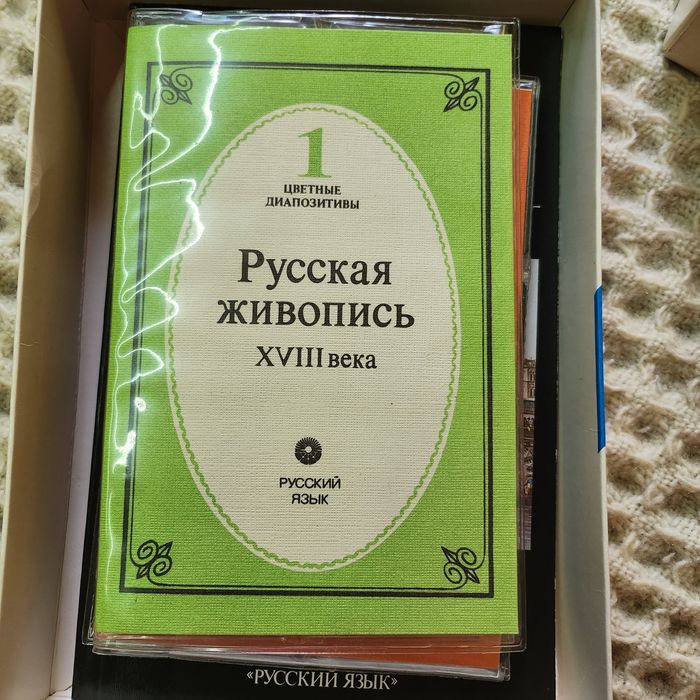 1
ЦВЕТНЫЕ
ДИАПОЗИТИВЫ
Русская
живопись
XVIII века
РУССКИЙ
ЯЗЫК
«РУССКИЙ ЯЗЫК»